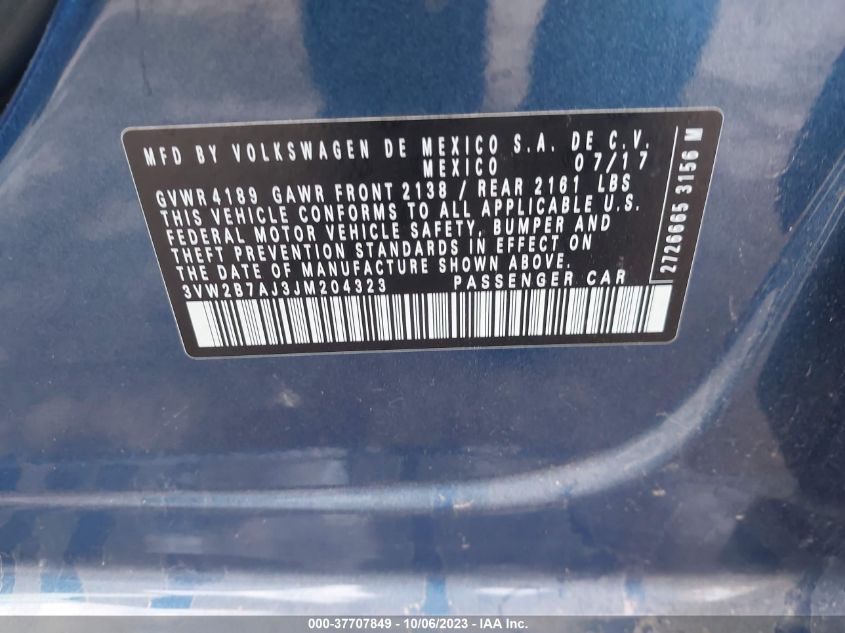 MFD BY VOLKSWAGEN DE MEXICO S.A. DE C.V.
MEXICO 07/17
GVWR4189 GAWR FRONT 2138 / REAR 2161 LBS
THIS VEHICLE CONFORMS TO ALL APPLICABLE U.S.
FEDERAL MOTOR VEHICLE SAFETY, BUMPER AND
THEFT PREVENTION STANDARDS IN EFFECT ON
THE DATE OF MANUFACTURE SHOWN ABOVE.
3VW2B7AJ3JM204323 PASSENGER CAR
2726665 3156 M
000-37707849 - 10/06/2023 - IAA Inc.